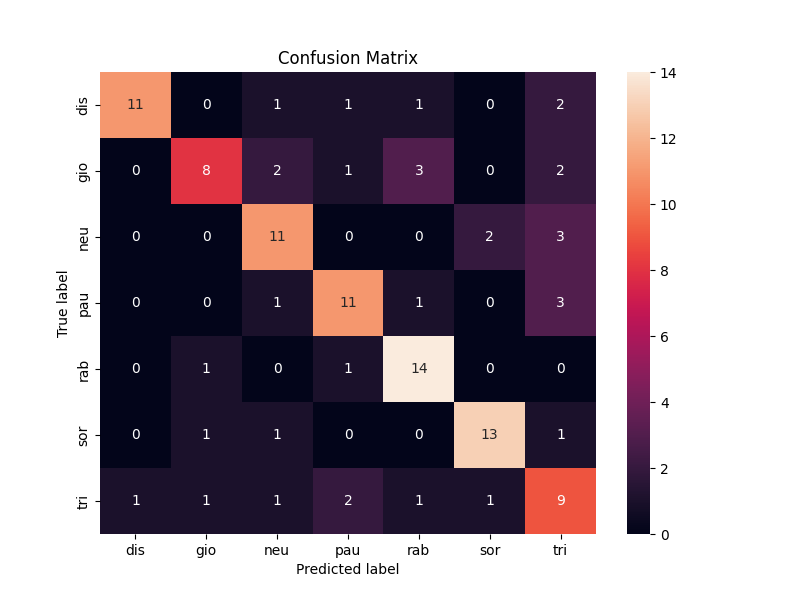 Confusion Matrix
dis 11 0 1 1 1 0 2
gio 0 8 2 1 3 0 2
neu 0 0 11 0 0 2 3
pau 0 0 1 11 1 0 3
rab 0 1 0 1 14 0 0
sor 0 1 1 0 0 13 1
tri 1 1 1 2 1 1 9
dis gio neu pau rab sor tri
Predicted label
True label
14
12
10
8
6
4
2
0